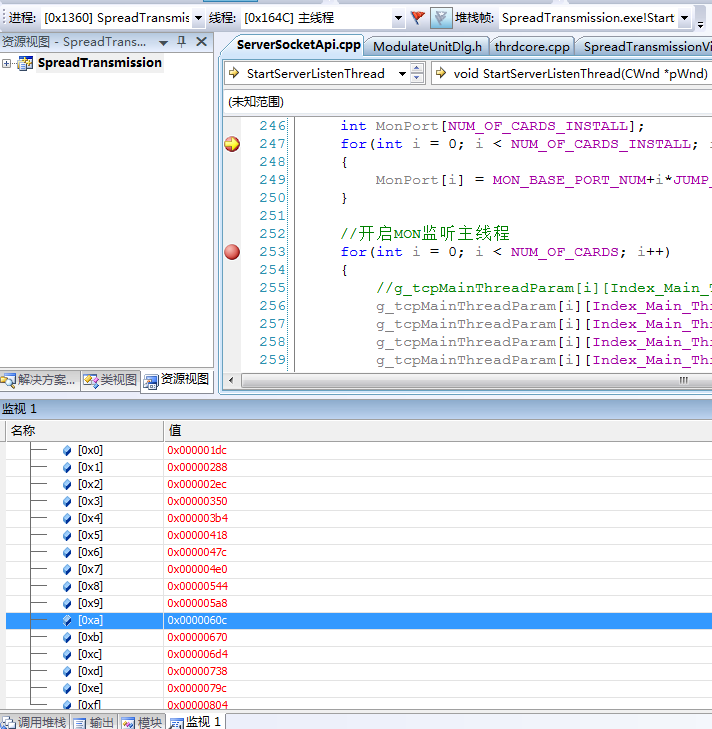 进程: [0x1360] SpreadTransmis 线程: [0x164C] 主线程 堆栈帧: SpreadTransmission.exe!Start
资源视图 - SpreadTrans...
SpreadTransmission
ServerSocketApi.cpp ModulateUnitDlg.h thrdcore.cpp SpreadTransmissionVi
StartServerListenThread void StartServerListenThread(CWnd *pWnd)
(未知范围)
246 int MonPort[NUM_OF_CARDS_INSTALL];
247 for(int i = 0; i < NUM_OF_CARDS_INSTALL; i
248 {
249 MonPort[i] = MON_BASE_PORT_NUM+i*JUMP_
250 }
251
252 //开启MON监听主线程
253 for(int i = 0; i < NUM_OF_CARDS; i++)
254 {
255 //g_tcpMainThreadParam[i][Index_Main_T
256 g_tcpMainThreadParam[i][Index_Main_Thr
257 g_tcpMainThreadParam[i][Index_Main_Thr
258 g_tcpMainThreadParam[i][Index_Main_Thr
259 g_tcpMainThreadParam[i][Index_Main_Thr
解决方案... 类视图 资源视图
监视 1
名称 值
[0x0] 0x000001dc
[0x1] 0x00000288
[0x2] 0x000002ec
[0x3] 0x00000350
[0x4] 0x000003b4
[0x5] 0x00000418
[0x6] 0x0000047c
[0x7] 0x000004e0
[0x8] 0x00000544
[0x9] 0x000005a8
[0xa] 0x0000060c
[0xb] 0x00000670
[0xc] 0x000006d4
[0xd] 0x00000738
[0xe] 0x0000079c
[0xf] 0x00000804
调用堆栈 输出 模块 监视 1